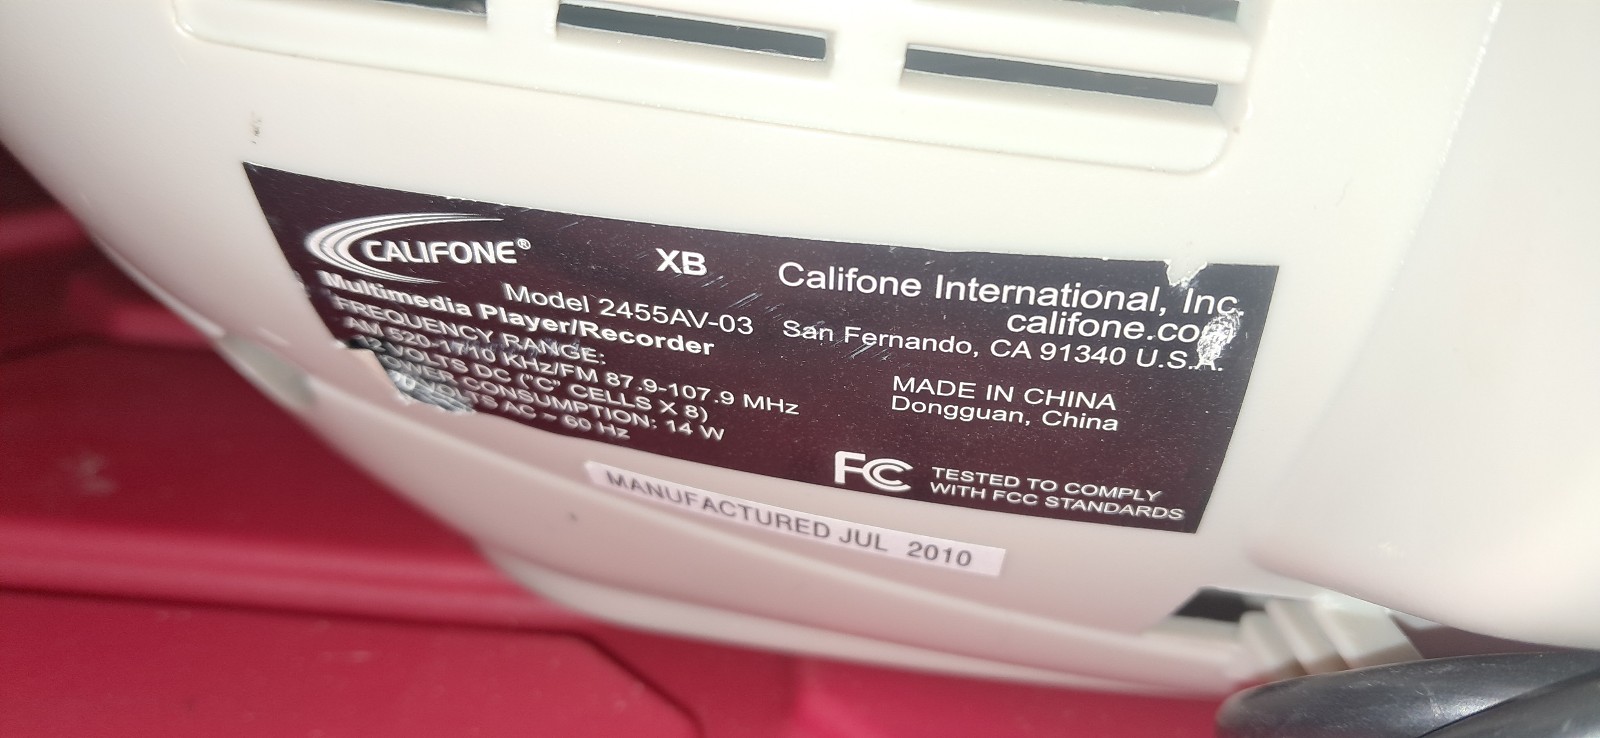 CALIFONE®
XB
Model 2455AV-03
Multimedia Player/Recorder
FREQUENCY RANGE:
AM 520-1710 KHz/FM 87.9-107.9 MHz
12 VOLTS DC ("C" CELLS X 8)
POWER CONSUMPTION: 14 W
VOLTS AC ~ 60 Hz
Califone International, Inc.
califone.com
San Fernando, CA 91340 U.S.A.
MADE IN CHINA
Dongguan, China
FC TESTED TO COMPLY
WITH FCC STANDARDS
MANUFACTURED JUL 2010